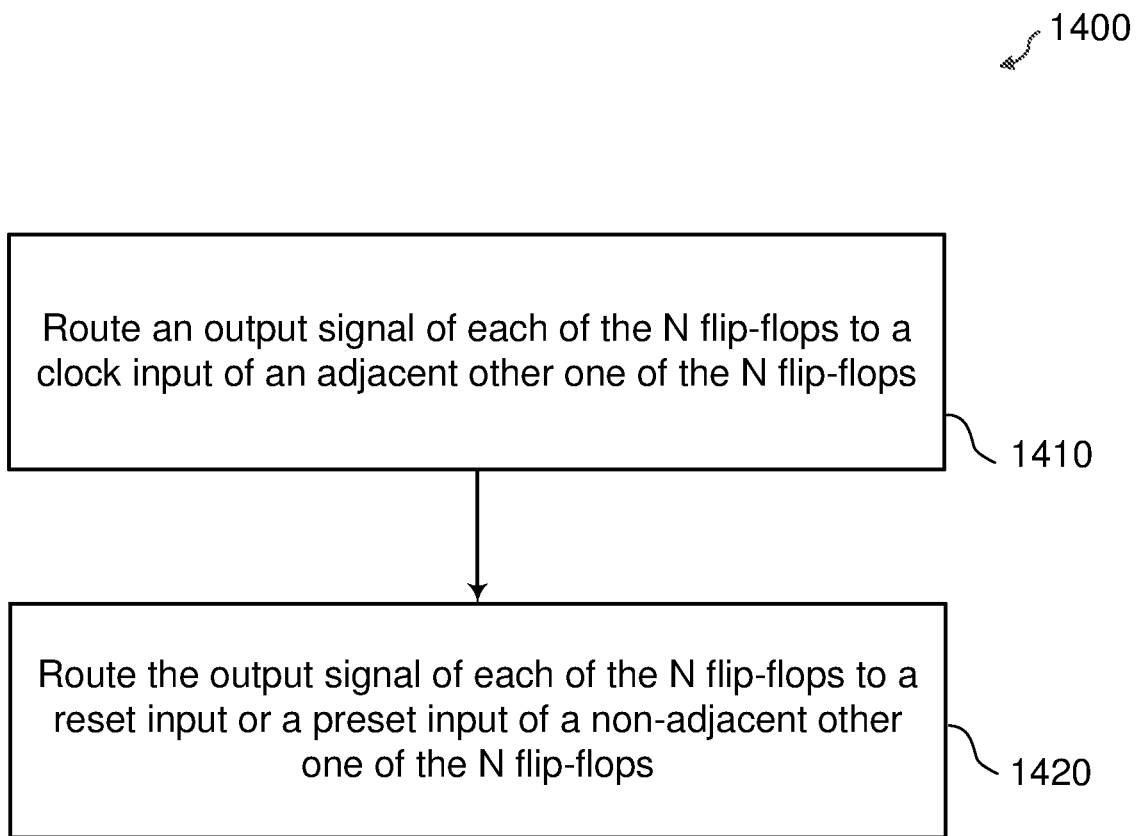 1400
Route an output signal of each of the N flip-flops to a
clock input of an adjacent other one of the N flip-flops
1410
Route the output signal of each of the N flip-flops to a
reset input or a preset input of a non-adjacent other
one of the N flip-flops
1420